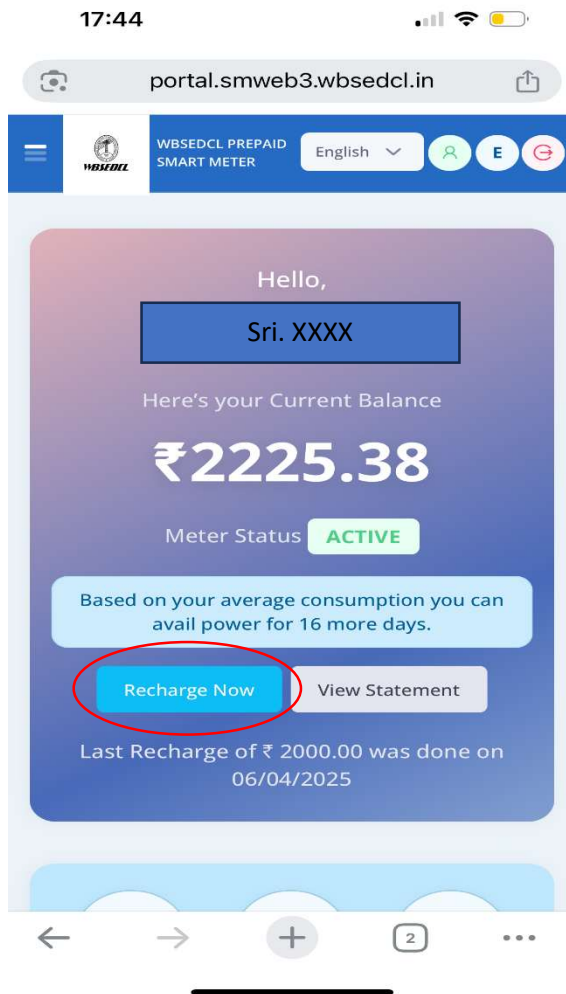 17:44
portal.smweb3.wbsedcl.in
WBSEDCL
WBSEDCL PREPAID
SMART METER
English
E
Hello,
Sri. XXXX
Here's your Current Balance
₹2225.38
Meter Status ACTIVE
Based on your average consumption you can
avail power for 16 more days.
Recharge Now
View Statement
Last Recharge of ₹ 2000.00 was done on
06/04/2025
2